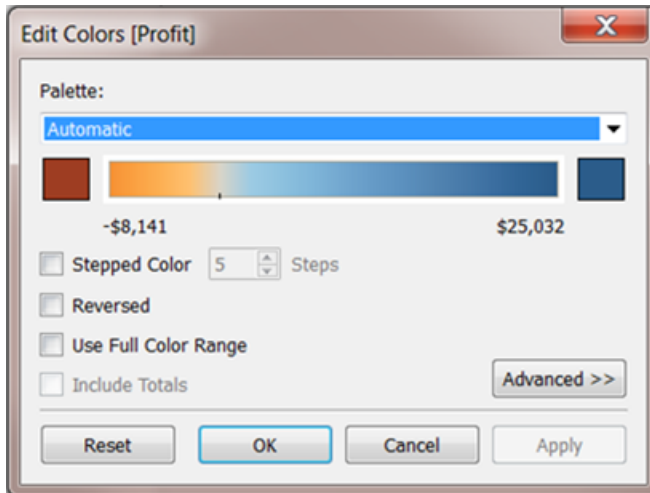 Edit Colors [Profit]
Palette:
Automatic
-$8,141 $25,032
Stepped Color 5 Steps
Reversed
Use Full Color Range
Include Totals
Advanced >>
Reset OK Cancel Apply